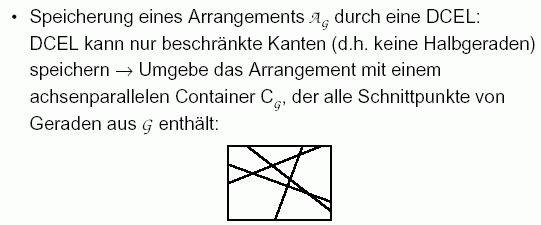 • Speicherung eines Arrangements 𝒜𝒢 durch eine DCEL:
DCEL kann nur beschränkte Kanten (d.h. keine Halbgeraden)
speichern → Umgebe das Arrangement mit einem
achsenparallelen Container C𝒢, der alle Schnittpunkte von
Geraden aus 𝒢 enthält: